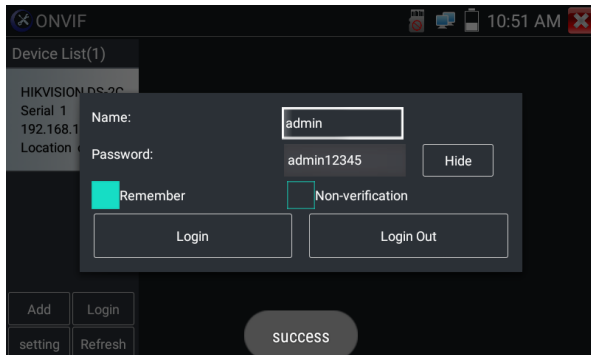 ONVIF
10:51 AM
Device List(1)
HIKVISION DS-2C
Serial 1
192.168.1
Location
Name:
admin
Password:
admin12345
Hide
Remember
Non-verification
Login
Login Out
Add
Login
setting
Refresh
success